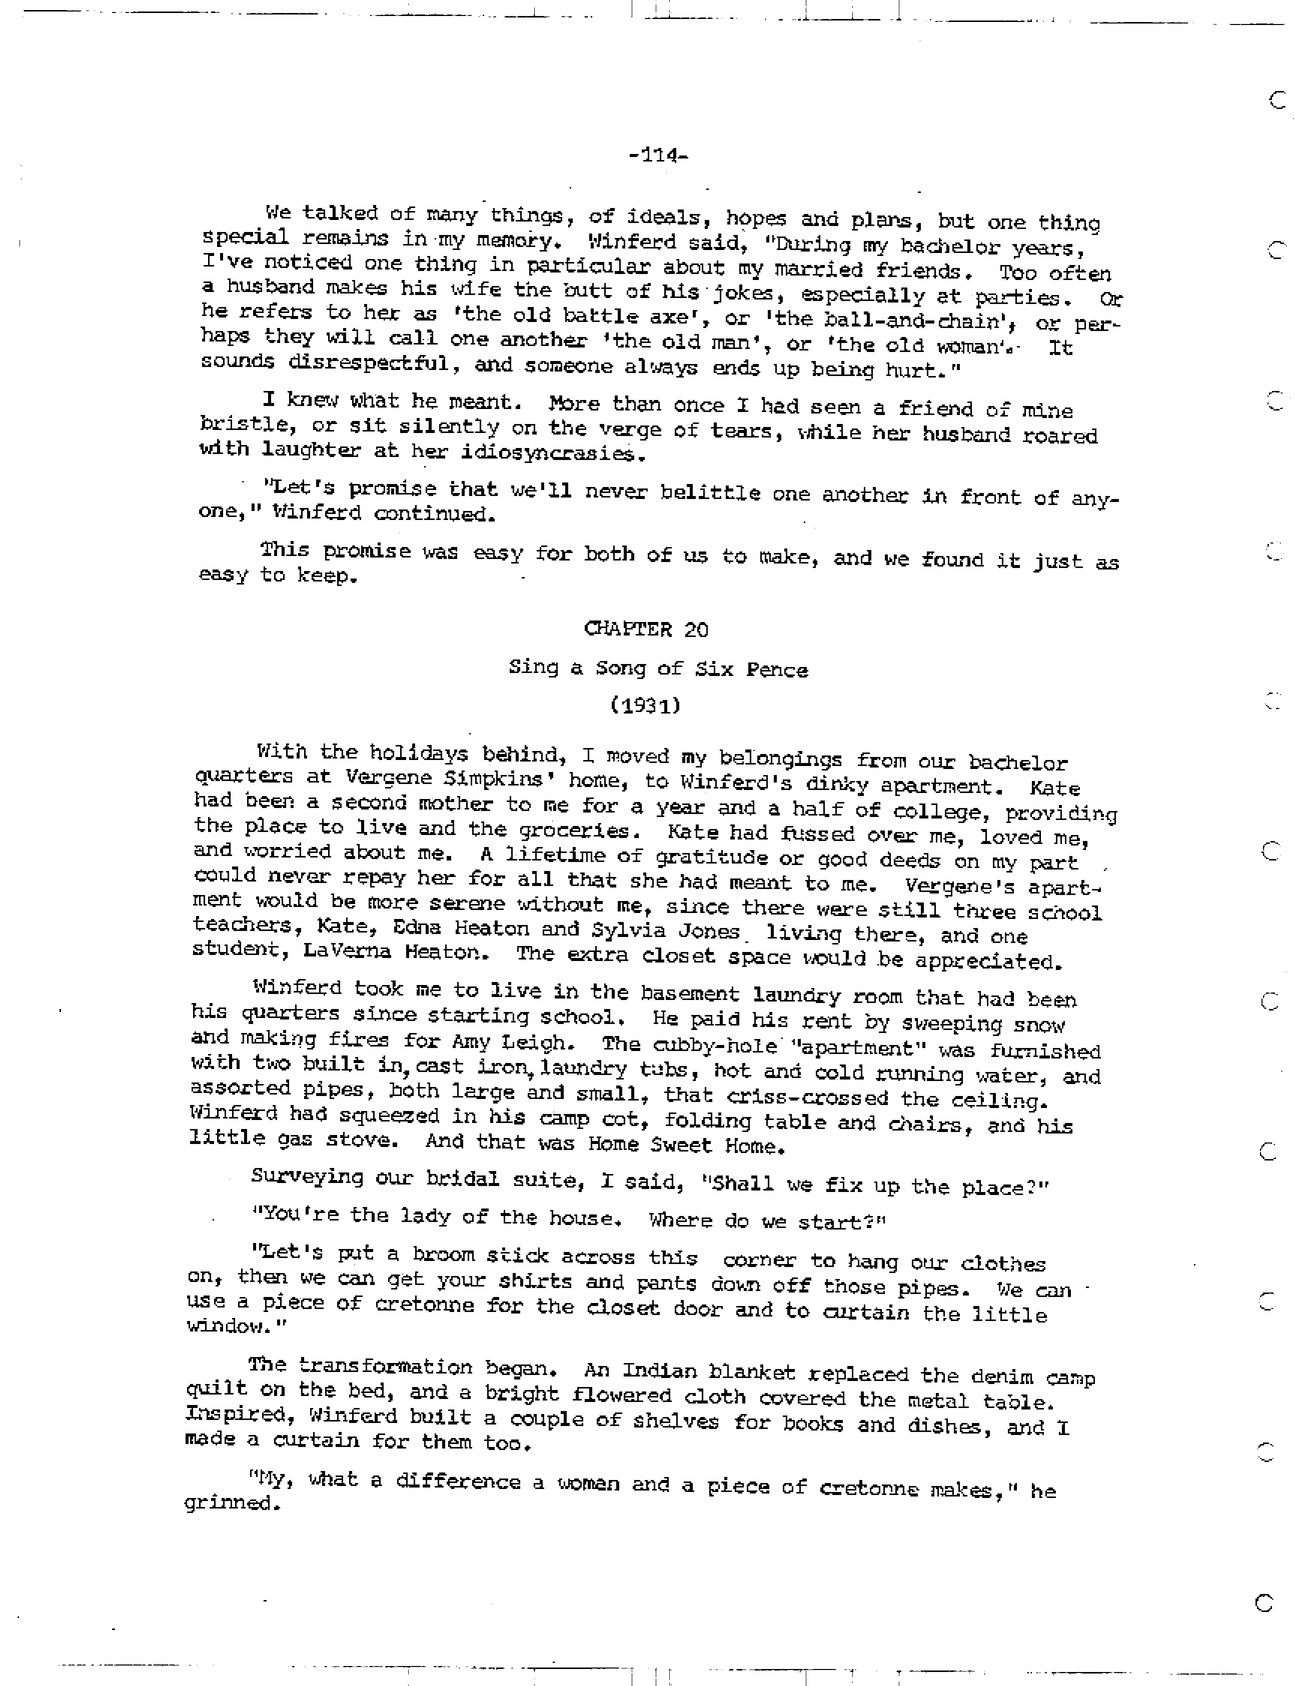 -114-
We talked of many things, of ideals, hopes and plans, but one thing
special remains in my memory.  Winferd said, "During my bachelor years,
I've noticed one thing in particular about my married friends.  Too often
a husband makes his wife the butt of his jokes, especially at parties.  Or
he refers to her as 'the old battle axe', or 'the ball-and-chain', or per-
haps they will call one another 'the old man', or 'the old woman'.  It
sounds disrespectful, and someone always ends up being hurt."
I knew what he meant.  More than once I had seen a friend of mine
bristle, or sit silently on the verge of tears, while her husband roared
with laughter at her idiosyncrasies.
"Let's promise that we'll never belittle one another in front of any-
one," Winferd continued.
This promise was easy for both of us to make, and we found it just as
easy to keep.
CHAPTER 20
Sing a Song of Six Pence
(1931)
With the holidays behind, I moved my belongings from our bachelor
quarters at Vergene Simpkins' home, to Winferd's dinky apartment.  Kate
had been a second mother to me for a year and a half of college, providing
the place to live and the groceries.  Kate had fussed over me, loved me,
and worried about me.  A lifetime of gratitude or good deeds on my part
could never repay her for all that she had meant to me.  Vergene's apart-
ment would be more serene without me, since there were still three school
teachers, Kate, Edna Heaton and Sylvia Jones living there, and one
student, LaVerna Heaton.  The extra closet space would be appreciated.
Winferd took me to live in the basement laundry room that had been
his quarters since starting school.  He paid his rent by sweeping snow
and making fires for Amy Leigh.  The cubby-hole "apartment" was furnished
with two built in, cast iron, laundry tubs, hot and cold running water, and
assorted pipes, both large and small, that criss-crossed the ceiling.
Winferd had squeezed in his camp cot, folding table and chairs, and his
little gas stove.  And that was Home Sweet Home.
Surveying our bridal suite, I said, "Shall we fix up the place?"
"You're the lady of the house.  Where do we start?"
"Let's put a broom stick across this corner to hang our clothes
on, then we can get your shirts and pants down off those pipes.  We can
use a piece of cretonne for the closet door and to curtain the little
window."
The transformation began.  An Indian blanket replaced the denim camp
quilt on the bed, and a bright flowered cloth covered the metal table.
Inspired, Winferd built a couple of shelves for books and dishes, and I
made a curtain for them too.
"My, what a difference a woman and a piece of cretonne makes," he
grinned.